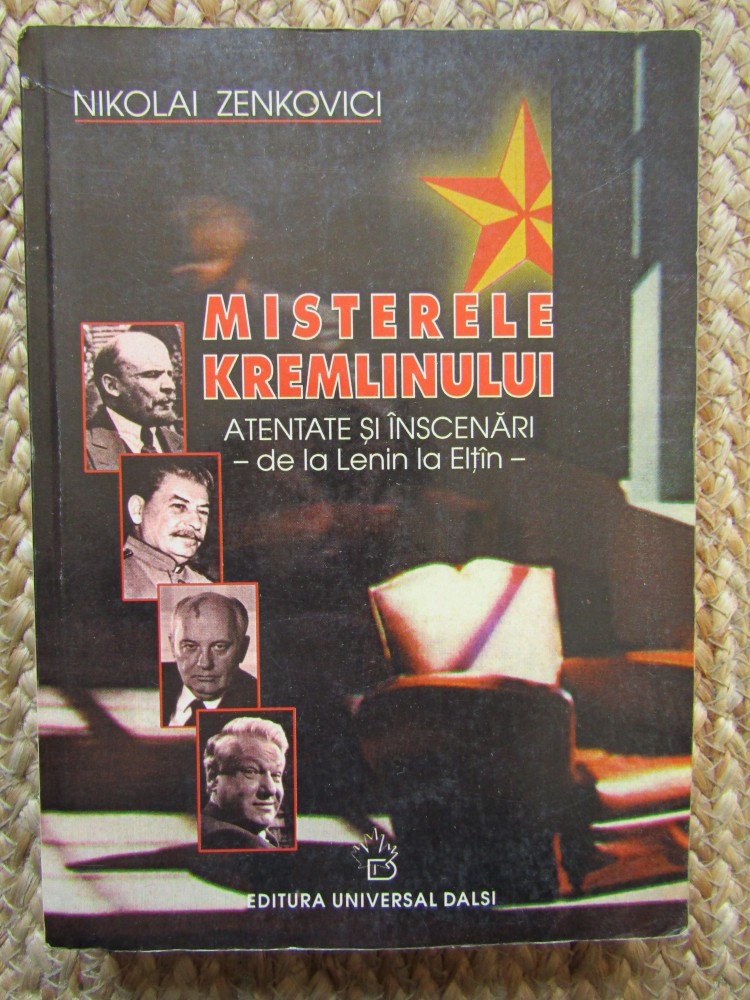 NIKOLAI ZENKOVICI
MISTERELE
KREMLINULUI
ATENTATE ȘI ÎNSCENĂRI
– de la Lenin la Elțîn –
EDITURA UNIVERSAL DALSI